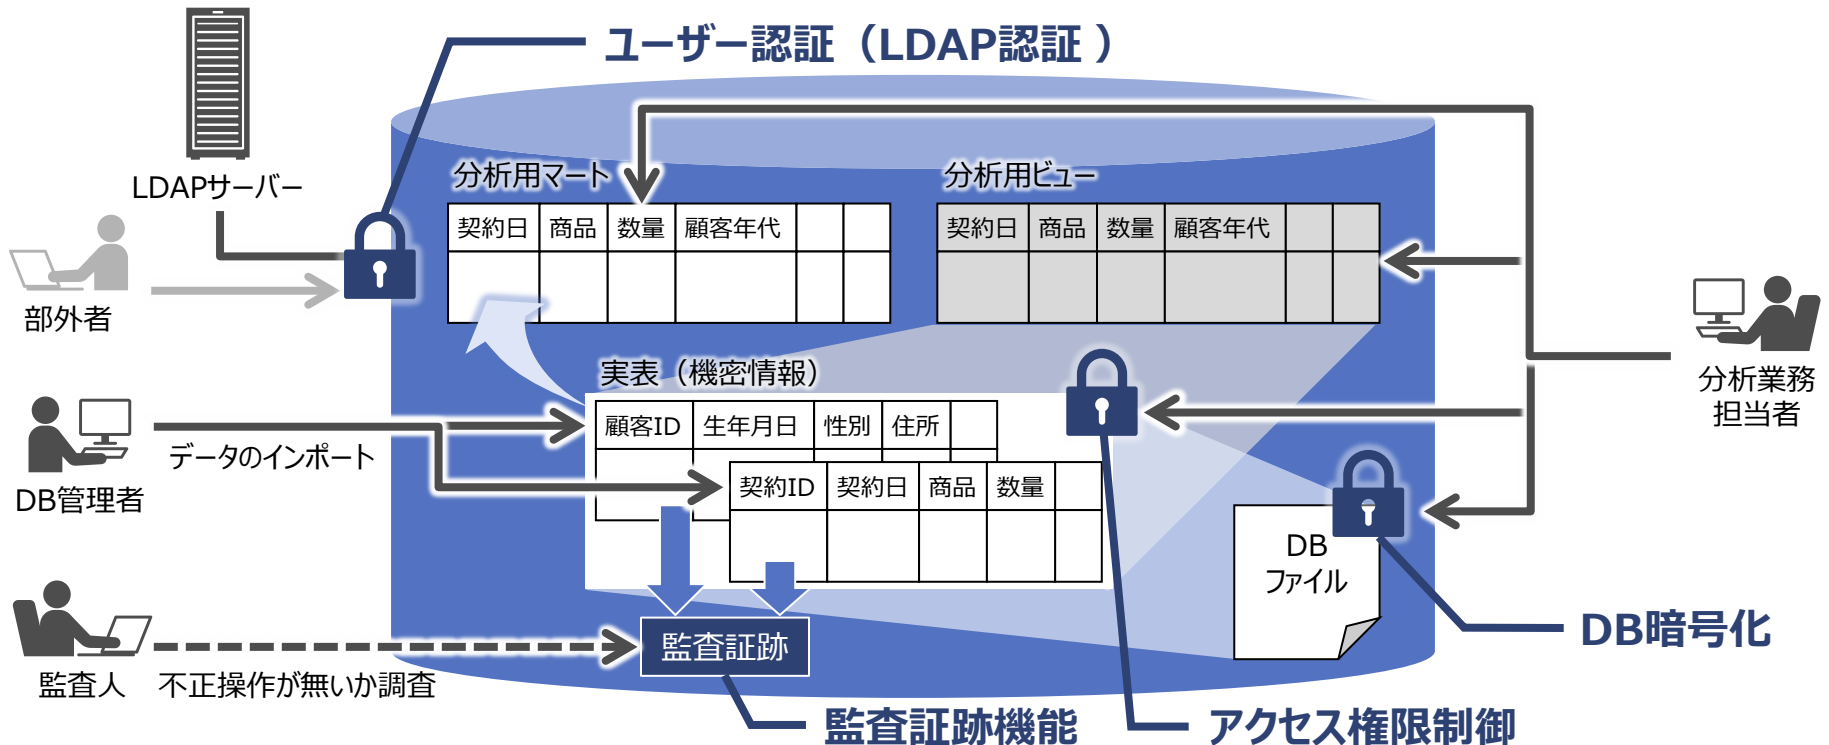 ユーザー認証（LDAP認証 ）
LDAPサーバー
分析用マート
分析用ビュー
契約日 商品 数量 顧客年代
契約日 商品 数量 顧客年代
部外者
実表（機密情報）
顧客ID 生年月日 性別 住所
データのインポート
契約ID 契約日 商品 数量
DB管理者
分析業務
担当者
DB
ファイル
DB暗号化
監査証跡
監査人
不正操作が無いか調査
監査証跡機能
アクセス権限制御